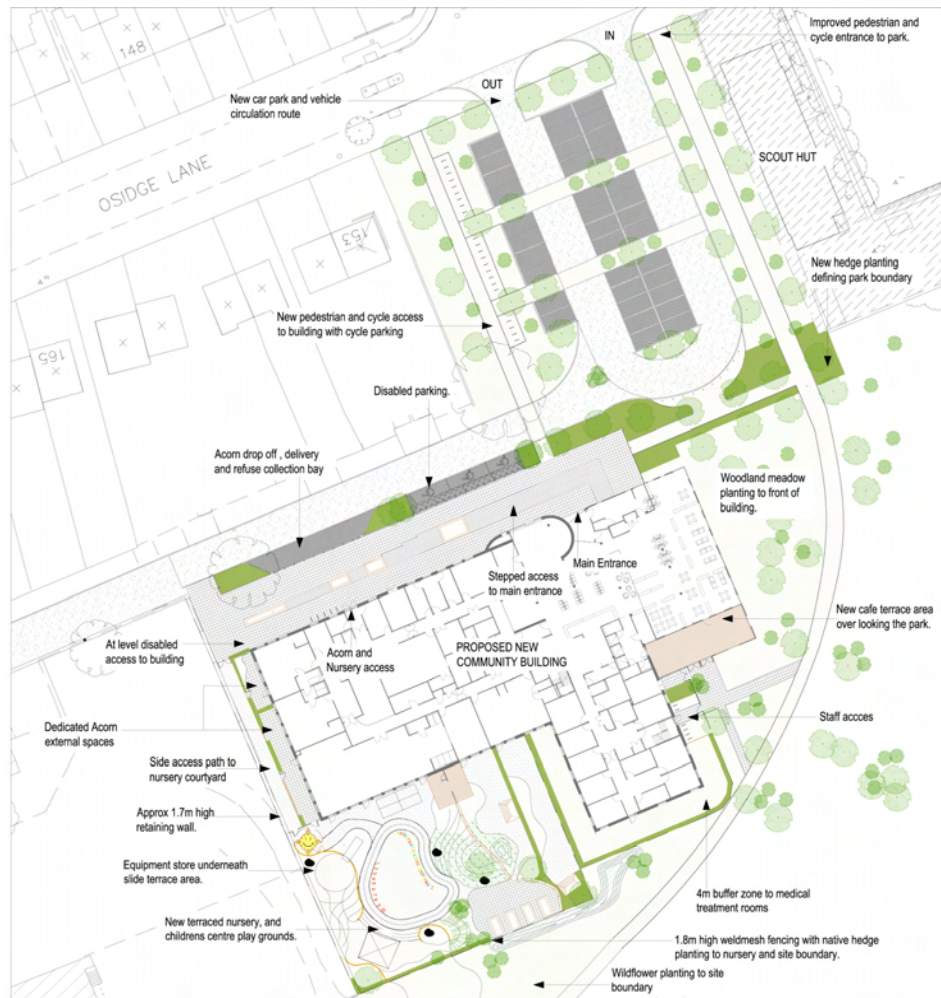 Improved pedestrian and
cycle entrance to park.
IN
OUT
148
New car park and vehicle
circulation route
OSIDGE LANE
SCOUT HUT
153
New hedge planting
defining park boundary
New pedestrian and cycle access
to building with cycle parking
165
Disabled parking.
Acorn drop off , delivery
and refuse collection bay
Woodland meadow
planting to front of
building.
Stepped access
to main entrance
Main Entrance
New cafe terrace area
over looking the park.
At level disabled
access to building
Acorn and
Nursery access
PROPOSED NEW
COMMUNITY BUILDING
Dedicated Acorn
external spaces
Staff accces
Side access path to
nursery courtyard
Approx 1.7m high
retaining wall.
Equipment store underneath
slide terrace area.
4m buffer zone to medical
treatment rooms
New terraced nursery, and
childrens centre play grounds.
1.8m high weldmesh fencing with native hedge
planting to nursery and site boundary.
Wildflower planting to site
boundary